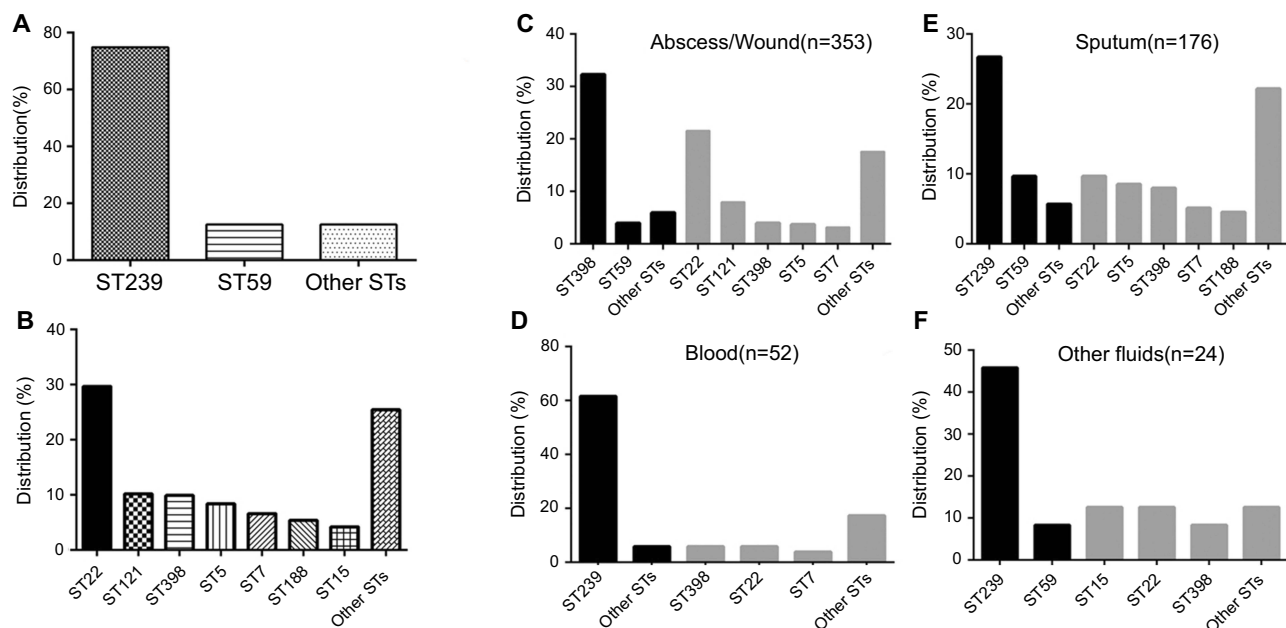 A
Distribution(%)
80
60
40
20
0
ST239 ST59 Other STs
B
Distribution (%)
40
30
20
10
0
ST22 ST121 ST398 ST5 ST7 ST188 ST15 Other STs
C
Abscess/Wound(n=353)
Distribution (%)
40
30
20
10
0
ST398 ST59 Other STs ST22 ST121 ST398 ST5 ST7 Other STs
D
Blood(n=52)
Distribution (%)
80
60
40
20
0
ST239 Other STs ST398 ST22 ST7 Other STs
E
Sputum(n=176)
Distribution (%)
30
20
10
0
ST239 ST59 Other STs ST22 ST5 ST398 ST7 ST188 Other STs
F
Other fluids(n=24)
Distribution (%)
50
40
30
20
10
0
ST239 ST59 ST15 ST22 ST398 Other STs